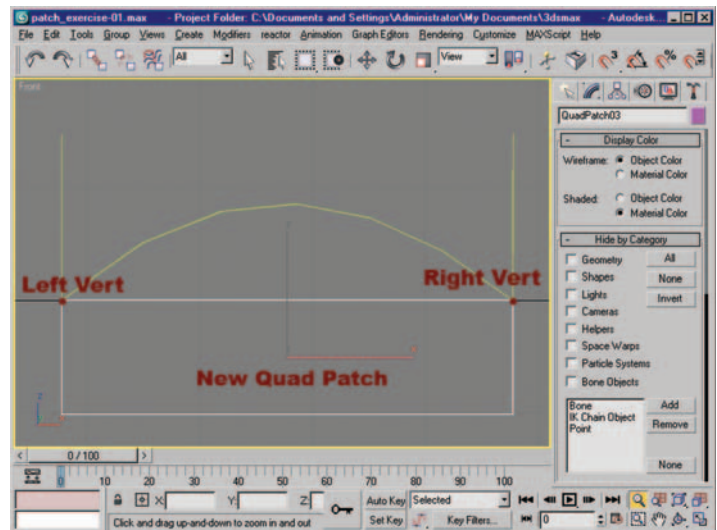 patch_exercise-01.max - Project Folder: C:\Documents and Settings\Administrator\My Documents\3dsmax - Autodesk...
File Edit Tools Group Views Create Modifiers reactor Animation Graph Editors Rendering Customize MAXScript Help
All
View
Front
QuadPatch03
- Display Color
Wireframe: Object Color
Material Color
Shaded: Object Color
Material Color
- Hide by Category
Geometry All
Shapes None
Lights Invert
Cameras
Helpers
Space Warps
Particle Systems
Bone Objects
Bone Add
IK Chain Object Remove
Point
None
Left Vert
Right Vert
New Quad Patch
z
< 0 / 100 >
0 10 20 30 40 50 60 70 80 90 100
X: Y: Z: Auto Key Selected
Click and drag up-and-down to zoom in and out Set Key Key Filters... 0